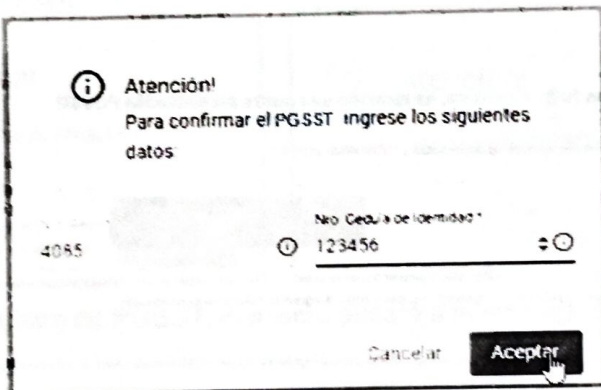 Atención!
Para confirmar el PGSST ingrese los siguientes
datos
Nro. Cedula de Identidad *
4085
123456
Cancelar
Aceptar